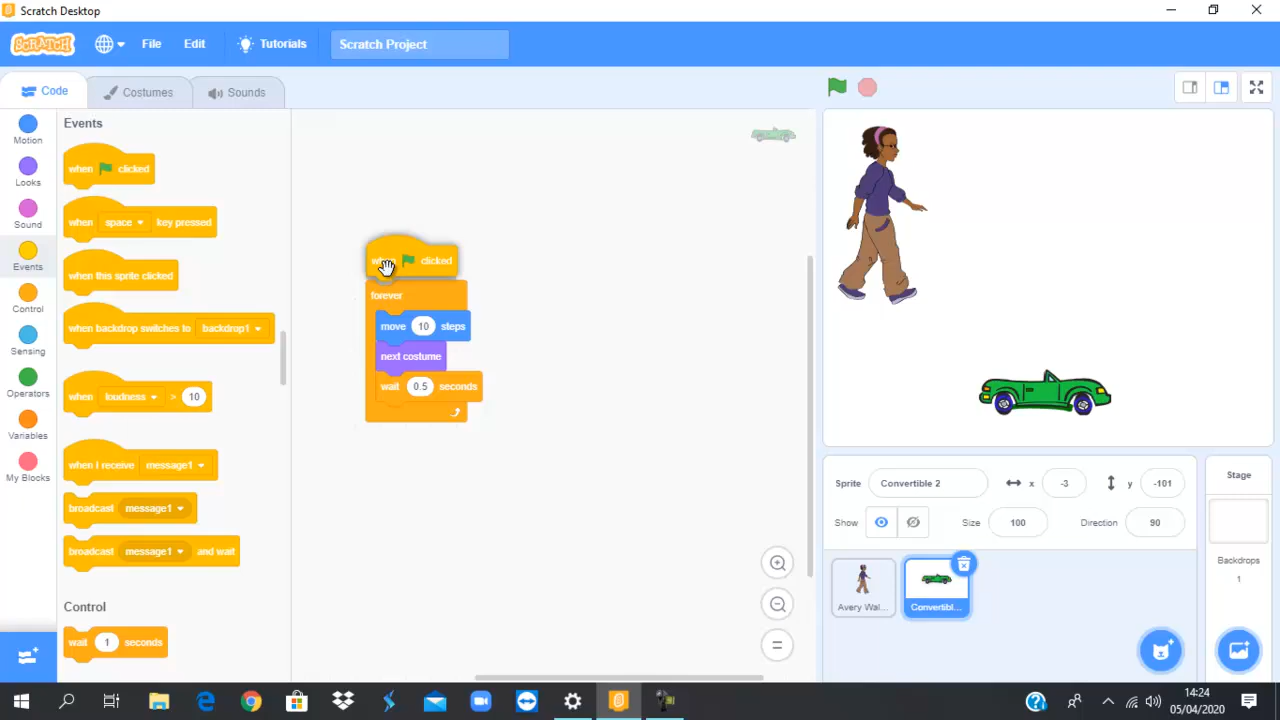 Scratch Desktop
SCRATCH
File
Edit
Tutorials
Scratch Project
Code
Costumes
Sounds
Motion
Looks
Sound
Events
Control
Sensing
Operators
Variables
My Blocks
Events
when clicked
when space key pressed
when this sprite clicked
when backdrop switches to backdrop1
when loudness > 10
when I receive message1
broadcast message1
broadcast message1 and wait
Control
wait 1 seconds
clicked
forever
move 10 steps
next costume
wait 0.5 seconds
Sprite Convertible 2 x -3 y -101
Show Size 100 Direction 90
Avery Wal...
Convertibl...
Stage
Backdrops
1
14:24
05/04/2020